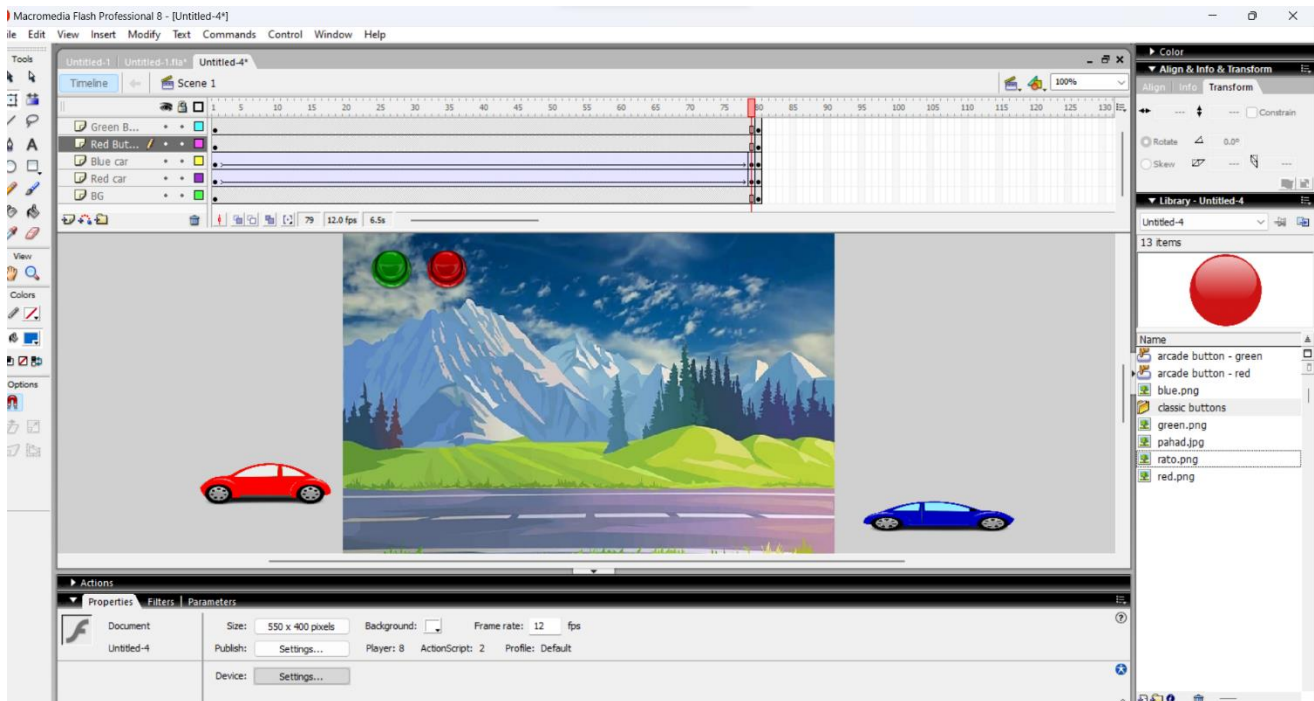 Macromedia Flash Professional 8 - [Untitled-4*]
ile Edit View Insert Modify Text Commands Control Window Help
Tools
View
Colors
Options
Untitled-1 Untitled-1.fla* Untitled-4*
Timeline Scene 1 100%
1 5 10 15 20 25 30 35 40 45 50 55 60 65 70 75 80 85 90 95 100 105 110 115 120 125 130
Green B...
Red But...
Blue car
Red car
BG
79 12.0 fps 6.5s
Actions
Properties Filters Parameters
Document Size: 550 x 400 pixels Background: Frame rate: 12 fps
Untitled-4 Publish: Settings... Player: 8 ActionScript: 2 Profile: Default
Device: Settings...
Color
Align & Info & Transform
Align Info Transform
--- --- Constrain
Rotate 0.0°
Skew --- ---
Library - Untitled-4
Untitled-4
13 items
Name
arcade button - green
arcade button - red
blue.png
classic buttons
green.png
pahad.jpg
rato.png
red.png